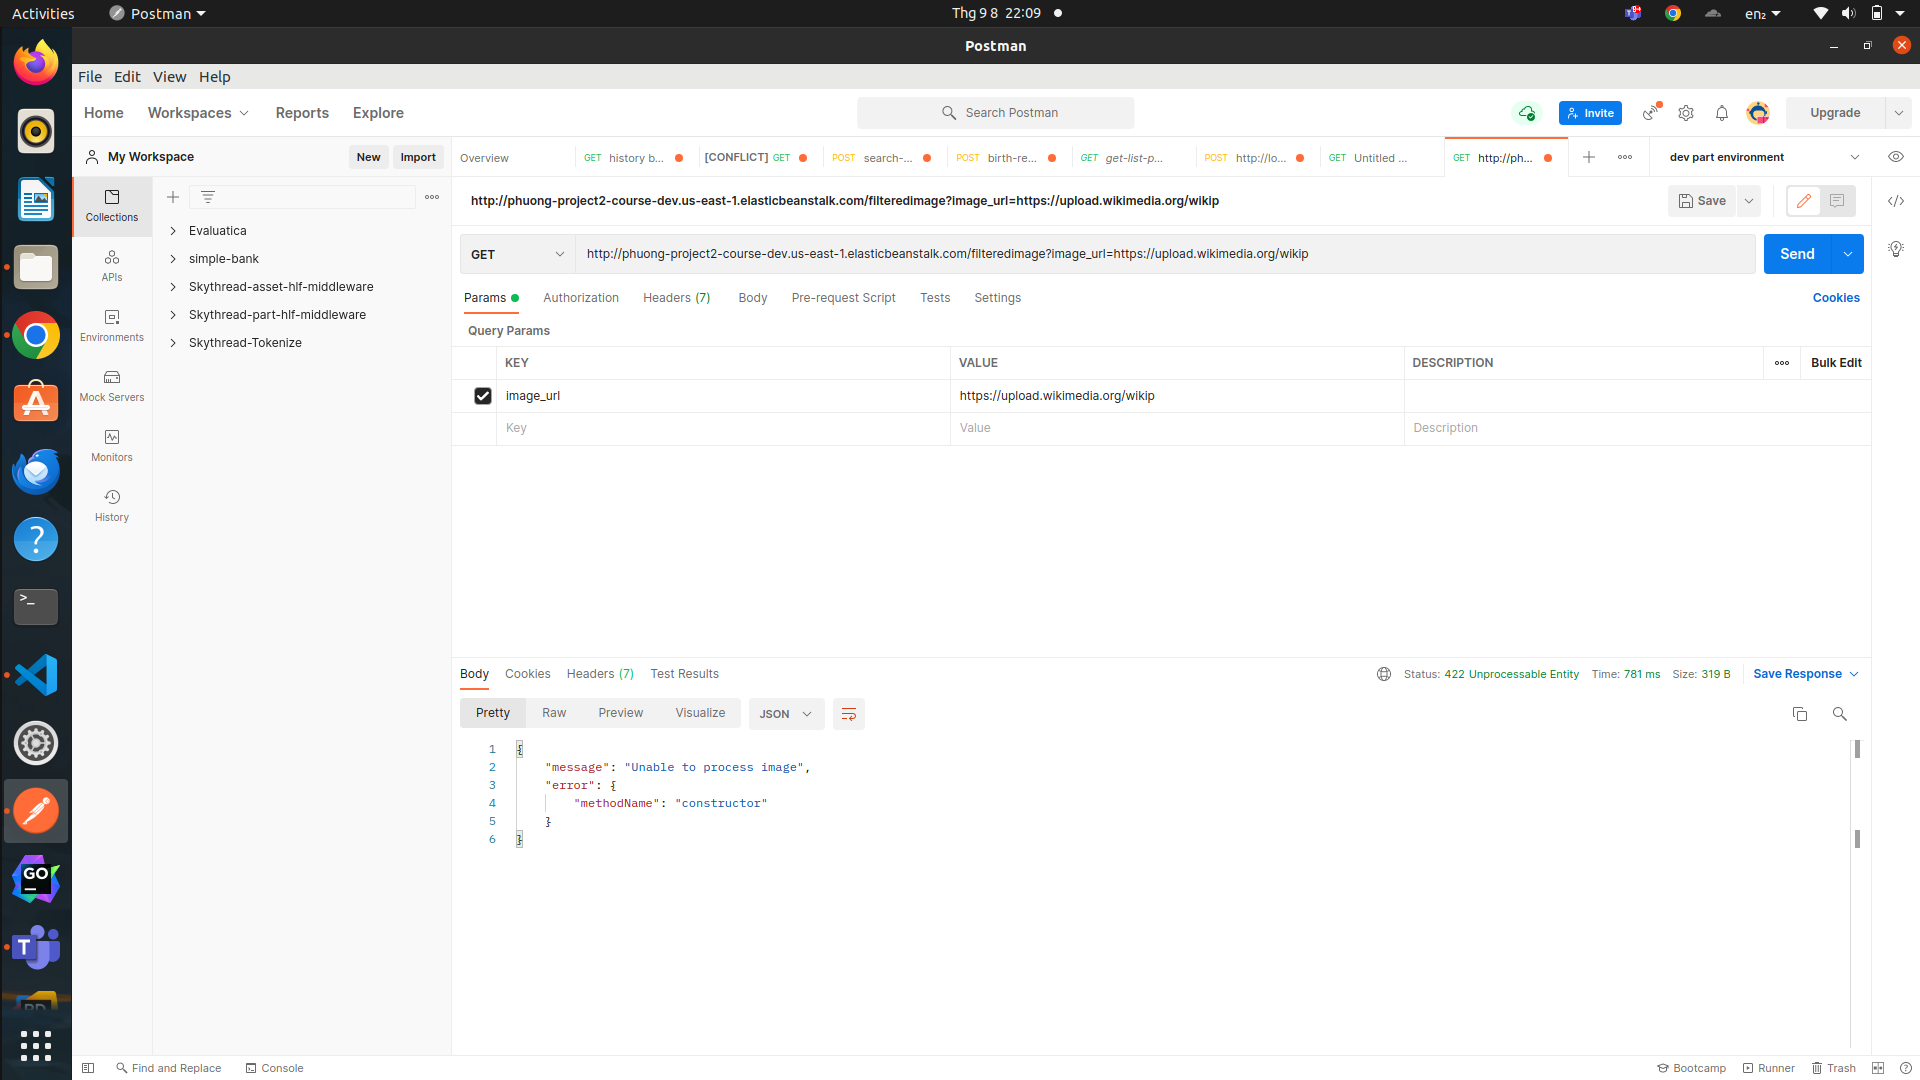 Activities
Postman
Thg 9 8 22:09
en₂
Postman
File Edit View Help
Home Workspaces Reports Explore
Search Postman
Invite
Upgrade
My Workspace
New Import
Overview
GET history b...
[CONFLICT] GET
POST search-...
POST birth-re...
GET get-list-p...
POST http://lo...
GET Untitled ...
GET http://ph...
dev part environment
Collections
APIs
Environments
Mock Servers
Monitors
History
Evaluatica
simple-bank
Skythread-asset-hlf-middleware
Skythread-part-hlf-middleware
Skythread-Tokenize
http://phuong-project2-course-dev.us-east-1.elasticbeanstalk.com/filteredimage?image_url=https://upload.wikimedia.org/wikip
Save
GET
http://phuong-project2-course-dev.us-east-1.elasticbeanstalk.com/filteredimage?image_url=https://upload.wikimedia.org/wikip
Send
Params Authorization Headers (7) Body Pre-request Script Tests Settings
Cookies
Query Params
KEY VALUE DESCRIPTION
Bulk Edit
image_url https://upload.wikimedia.org/wikip
Key Value Description
Body Cookies Headers (7) Test Results
Status: 422 Unprocessable Entity Time: 781 ms Size: 319 B
Save Response
Pretty Raw Preview Visualize JSON
1 {
2 "message": "Unable to process image",
3 "error": {
4 "methodName": "constructor"
5 }
6 }
Find and Replace
Console
Bootcamp
Runner
Trash